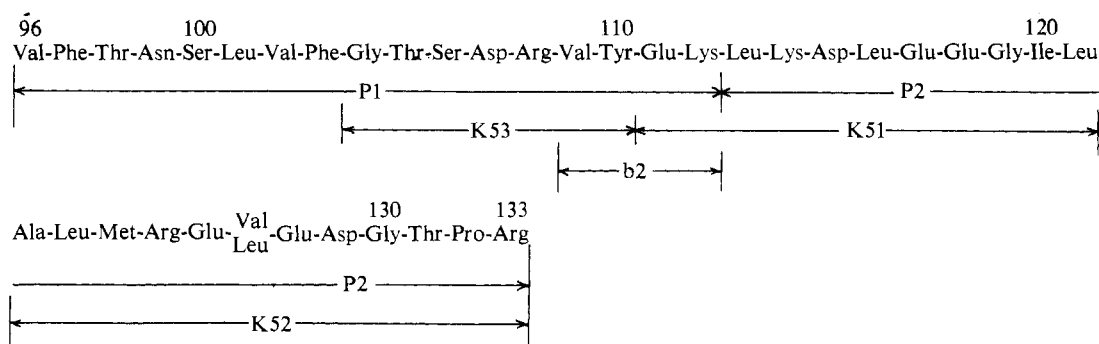 96 100 110 120
Val-Phe-Thr-Asn-Ser-Leu-Val-Phe-Gly-Thr-Ser-Asp-Arg-Val-Tyr-Glu-Lys-Leu-Lys-Asp-Leu-Glu-Glu-Gly-Ile-Leu
P1 P2
K53 K51
b2
130 133
Ala-Leu-Met-Arg-Glu-Val-Glu-Asp-Gly-Thr-Pro-Arg
Leu
P2
K52